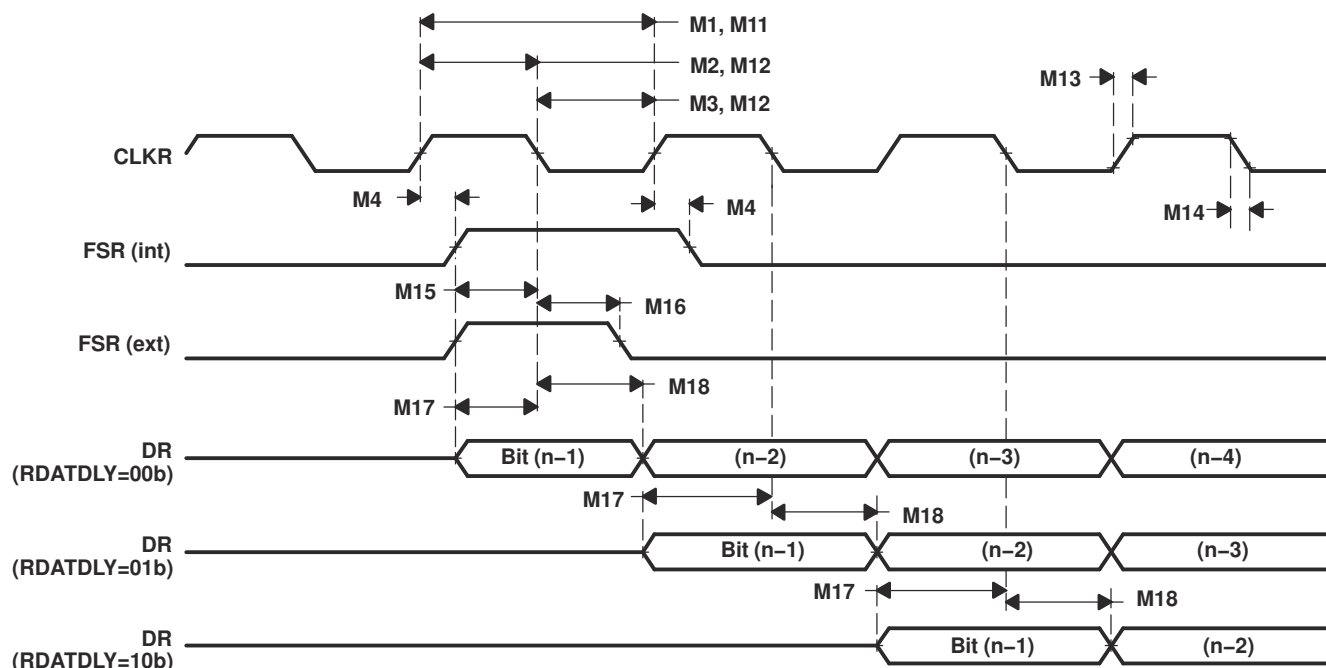 M1, M11
M2, M12
M13
M3, M12
CLKR
M4
M4
M14
FSR (int)
M15
M16
FSR (ext)
M18
M17
DR
(RDATDLY=00b)
Bit (n−1)
(n−2)
(n−3)
(n−4)
M17
M18
DR
(RDATDLY=01b)
Bit (n−1)
(n−2)
(n−3)
M17
M18
DR
(RDATDLY=10b)
Bit (n−1)
(n−2)